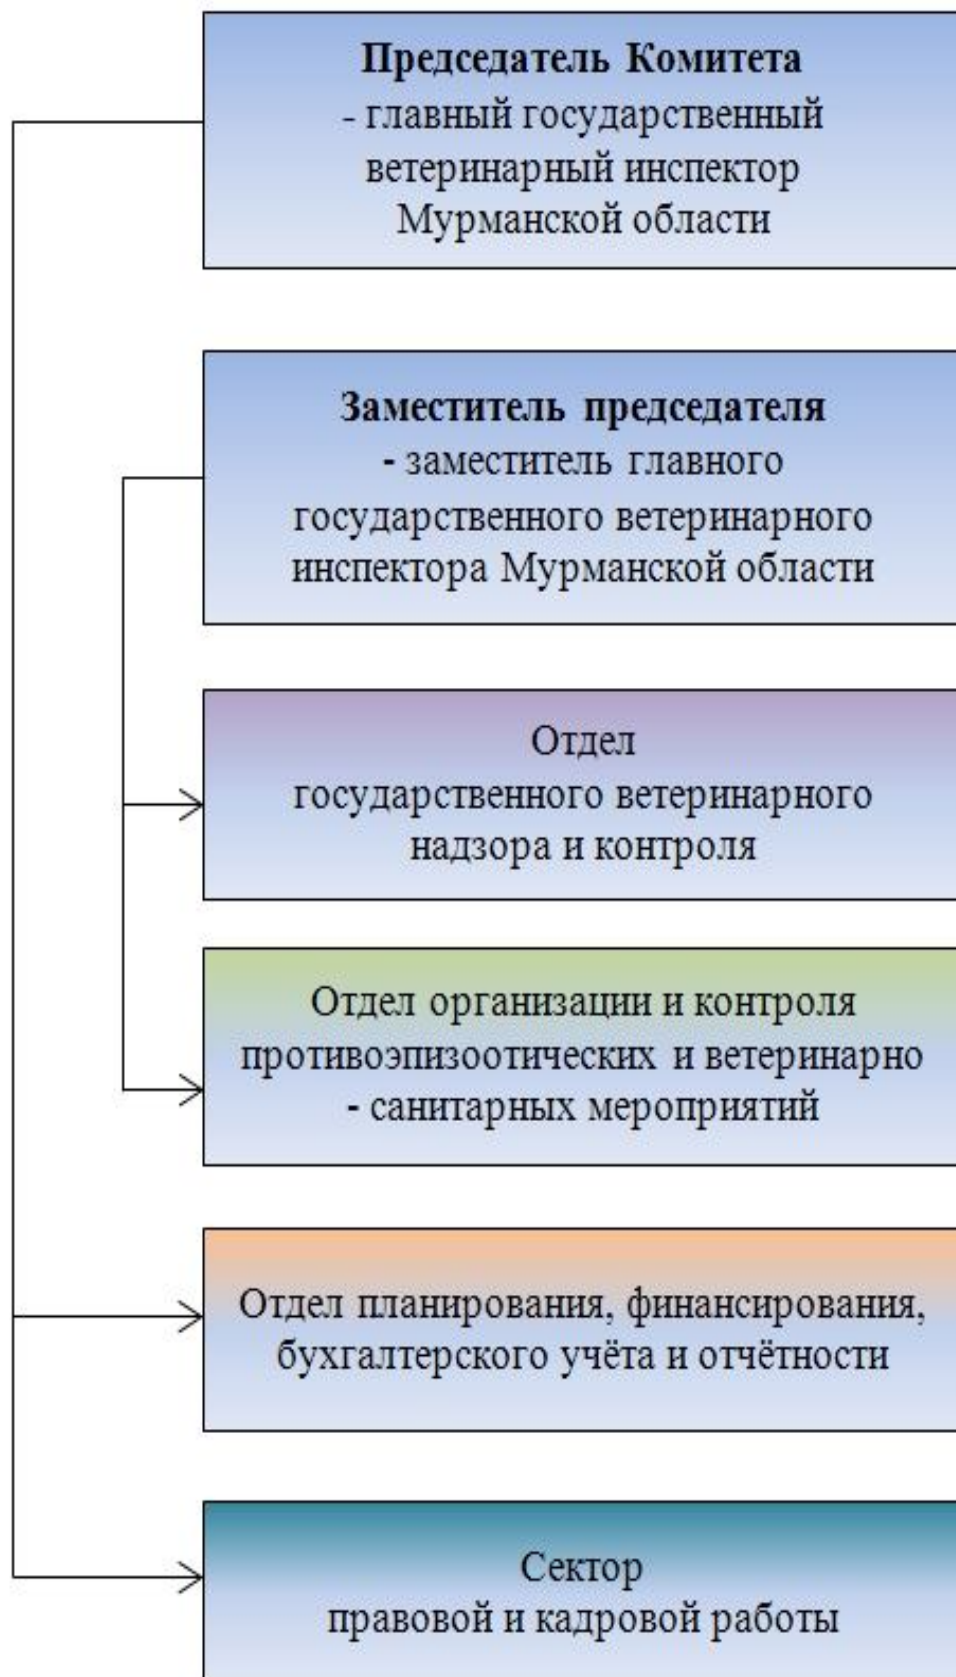 Председатель Комитета
- главный государственный
ветеринарный инспектор
Мурманской области
Заместитель председателя
- заместитель главного
государственного ветеринарного
инспектора Мурманской области
Отдел
государственного ветеринарного
надзора и контроля
Отдел организации и контроля
противоэпизоотических и ветеринарно
- санитарных мероприятий
Отдел планирования, финансирования,
бухгалтерского учёта и отчётности
Сектор
правовой и кадровой работы